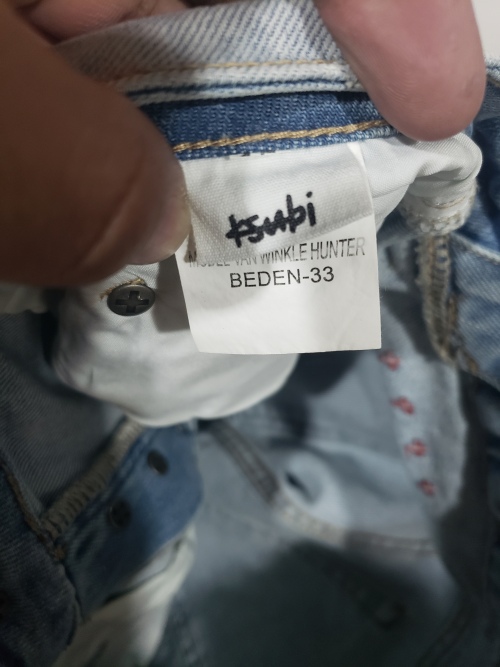 ksubi
MODEL-VAN WINKLE HUNTER
BEDEN-33